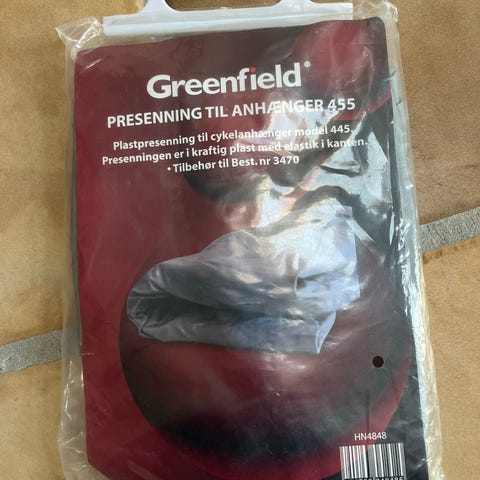 Greenfield®
PRESENNING TIL ANHÆNGER 455
Plastpresenning til cykelanhænger model 445.
Presenningen er i kraftig plast med elastik i kanten.
• Tilbehør til Best. nr 3470
HN4848